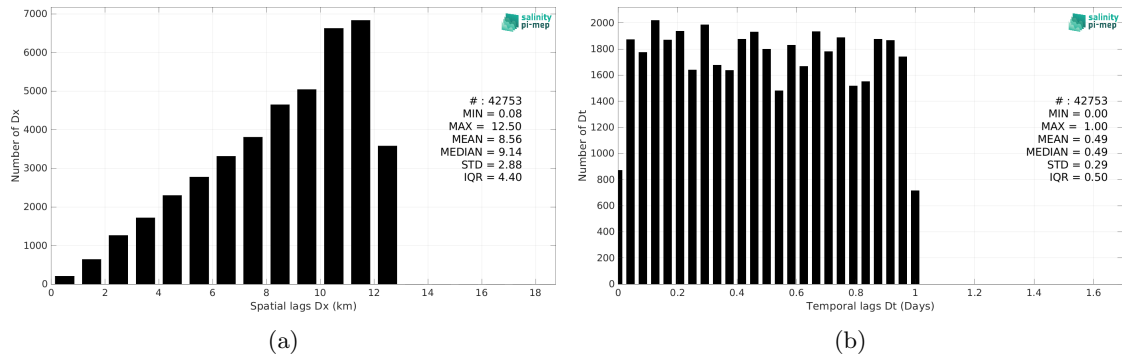 salinity
pi-mep
7000
6000
5000
4000
3000
2000
1000
0
Number of Dx
# : 42753
MIN = 0.08
MAX = 12.50
MEAN = 8.56
MEDIAN = 9.14
STD = 2.88
IQR = 4.40
0 2 4 6 8 10 12 14 16 18
Spatial lags Dx (km)
(a)
salinity
pi-mep
2000
1800
1600
1400
1200
1000
800
600
400
200
0
Number of Dt
# : 42753
MIN = 0.00
MAX = 1.00
MEAN = 0.49
MEDIAN = 0.49
STD = 0.29
IQR = 0.50
0 0.2 0.4 0.6 0.8 1 1.2 1.4 1.6
Temporal lags Dt (Days)
(b)